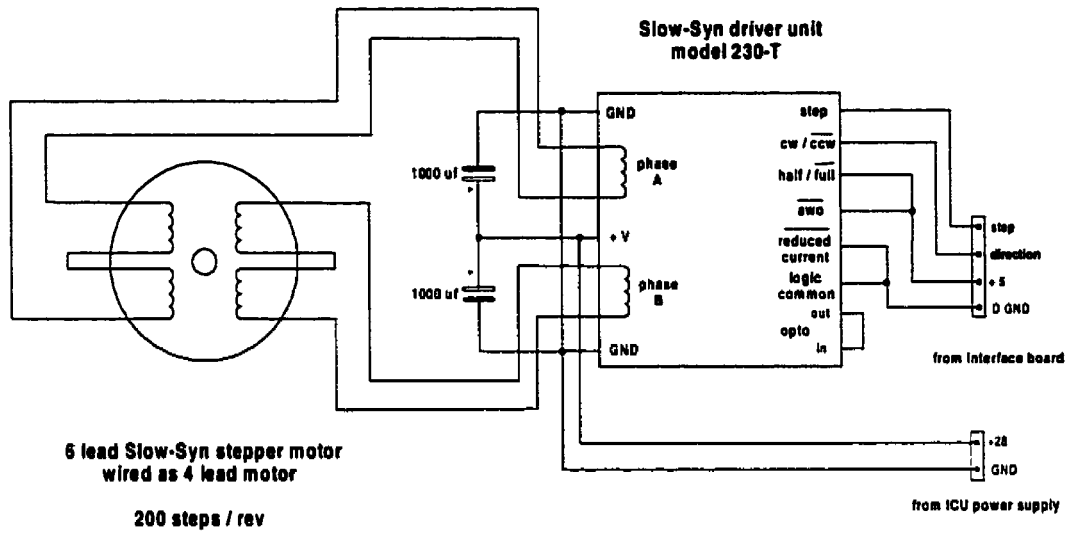 Slow-Syn driver unit
model 230-T
GND
step
cw / ccw
1000 uf
phase
A
half / full
awo
+ V
reduced
current
1000 uf
phase
B
logic
common
out
opto
in
GND
step
direction
+ 5
D GND
from interface board
+28
GND
from ICU power supply
6 lead Slow-Syn stepper motor
wired as 4 lead motor
200 steps / rev